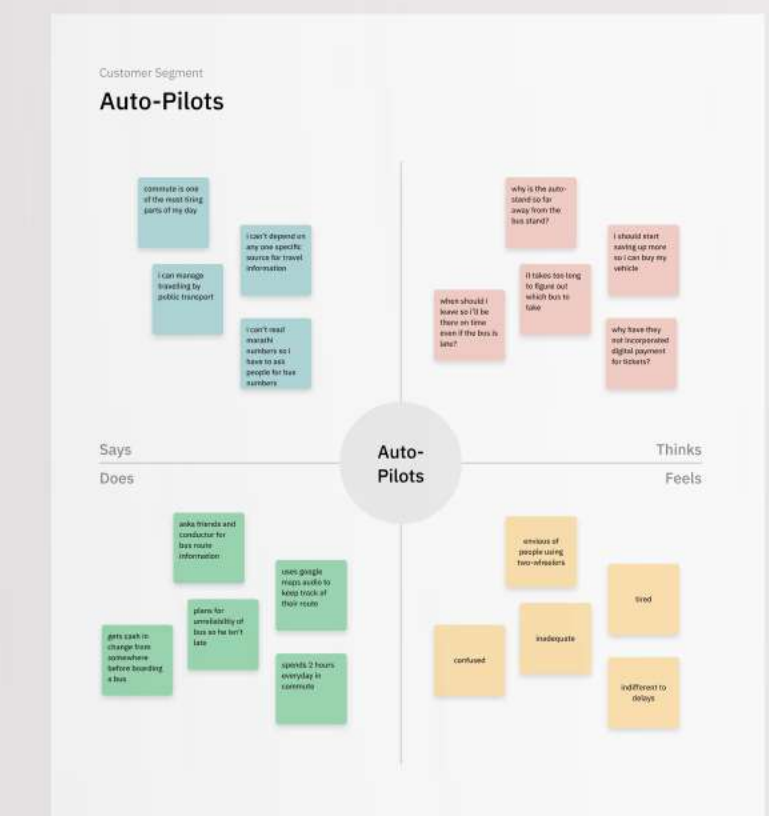 Customer Segment
Auto-Pilots
commute is one
of the most tiring
parts of my day
i can't depend on
any one specific
source for travel
information
i can manage
travelling by
public transport
i can't read
marathi
numbers so i
have to ask
people for bus
numbers
why is the auto-
stand so far
away from the
bus stand?
i should start
saving up more
so i can buy my
vehicle
it takes too long
to figure out
which bus to
take
when should i
leave so i'll be
there on time
even if the bus is
late?
why have they
not incorporated
digital payment
for tickets?
Says
Thinks
Auto-
Pilots
Does
Feels
asks friends and
conductor for
bus route
information
uses google
maps audio to
keep track of
their route
plans for
unreliability of
bus so he isn't
late
gets cash in
change from
somewhere
before boarding
a bus
spends 2 hours
everyday in
commute
envious of
people using
two-wheelers
tired
inadequate
confused
indifferent to
delays